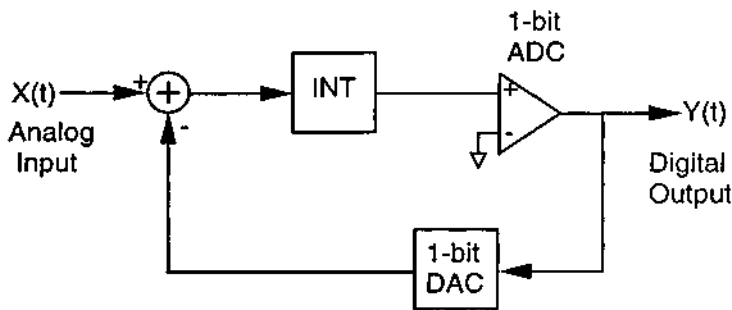 1-bit
ADC
X(t)
+
+
INT
+
-
Y(t)
Analog
Input
-
Digital
Output
1-bit
DAC